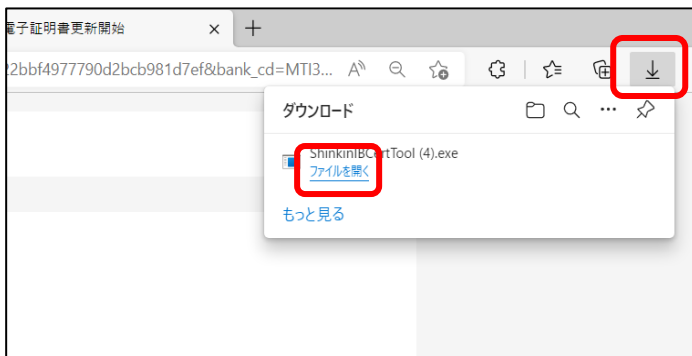 電子証明書更新開始
22bbf4977790d2bcb981d7ef&bank_cd=MTI3...
ダウンロード
ShinkinIBCertTool (4).exe
ファイルを開く
もっと見る